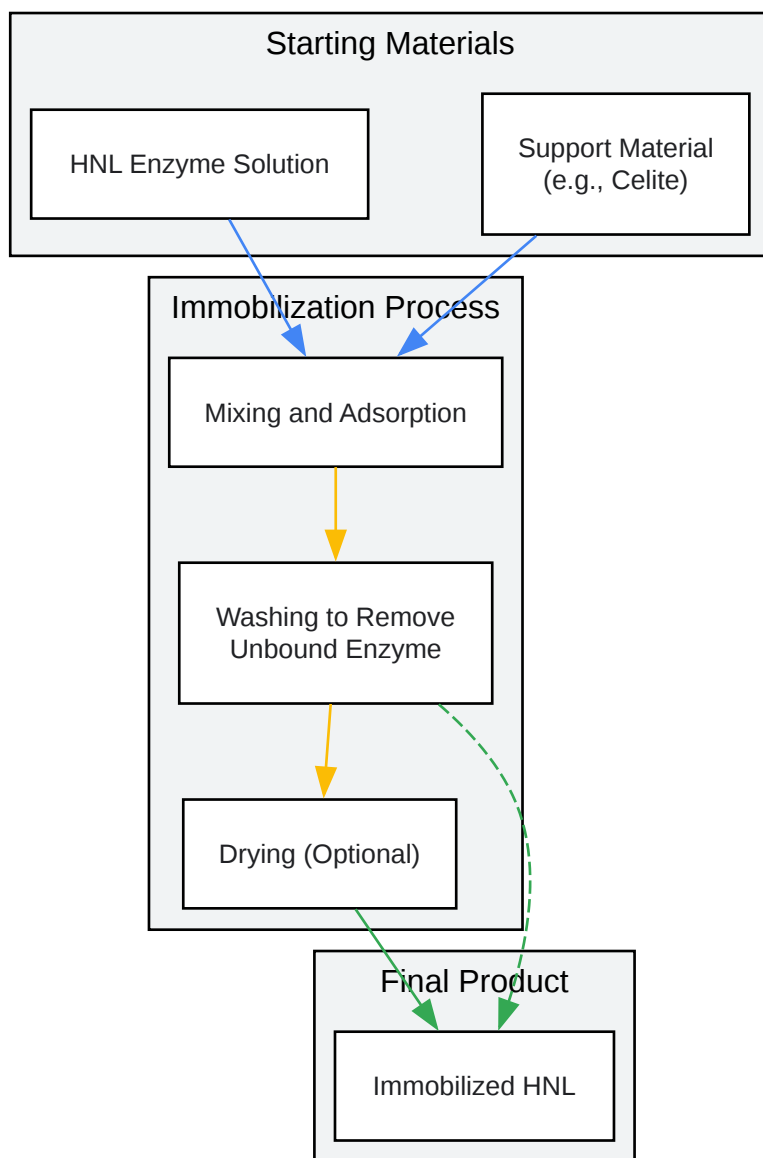 Starting Materials
HNL Enzyme Solution
Support Material
(e.g., Celite)
Immobilization Process
Mixing and Adsorption
Washing to Remove
Unbound Enzyme
Drying (Optional)
Final Product
Immobilized HNL